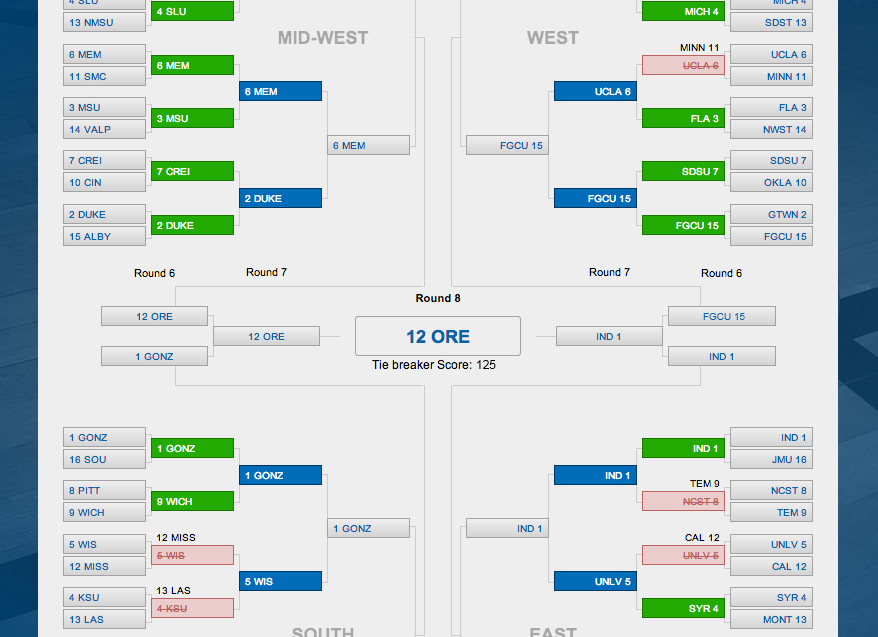 4 SLU
4 SLU
13 NMSU
MID-WEST
6 MEM
11 SMC
6 MEM
6 MEM
3 MSU
14 VALP
3 MSU
6 MEM
7 CREI
10 CIN
7 CREI
2 DUKE
2 DUKE
15 ALBY
2 DUKE
WEST
MICH 4
MICH 4
SDST 13
MINN 11
UCLA 6
UCLA 6
MINN 11
UCLA 6
FLA 3
FLA 3
NWST 14
FGCU 15
SDSU 7
SDSU 7
OKLA 10
FGCU 15
FGCU 15
GTWN 2
FGCU 15
Round 6
Round 7
Round 8
Round 7
Round 6
12 ORE
12 ORE
1 GONZ
12 ORE
Tie breaker Score: 125
IND 1
FGCU 15
IND 1
1 GONZ
16 SOU
1 GONZ
1 GONZ
8 PITT
9 WICH
9 WICH
1 GONZ
5 WIS
12 MISS
12 MISS
5 WIS
5 WIS
4 KSU
13 LAS
13 LAS
4 KSU
SOUTH
IND 1
IND 1
JMU 16
IND 1
TEM 9
NCST 8
NCST 8
TEM 9
IND 1
CAL 12
UNLV 5
UNLV 5
CAL 12
UNLV 5
SYR 4
SYR 4
MONT 13
EAST